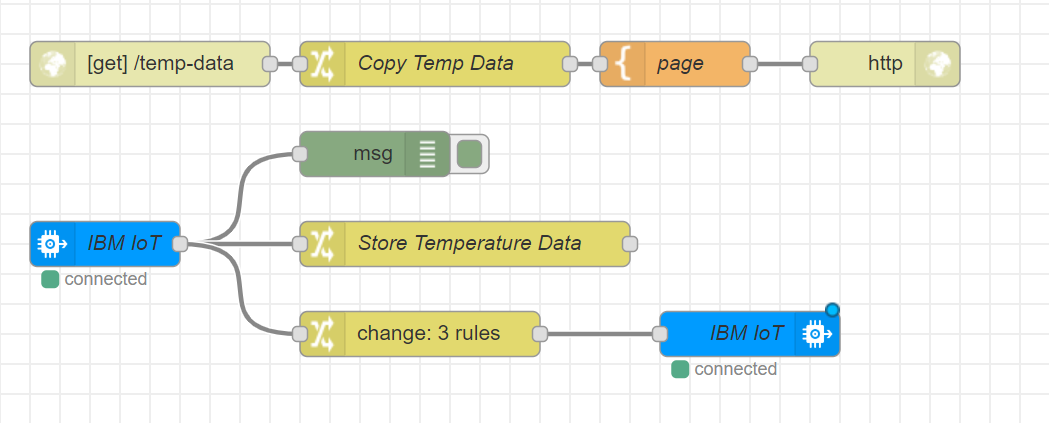 [get] /temp-data
Copy Temp Data
page
http
msg
IBM IoT
connected
Store Temperature Data
change: 3 rules
IBM IoT
connected